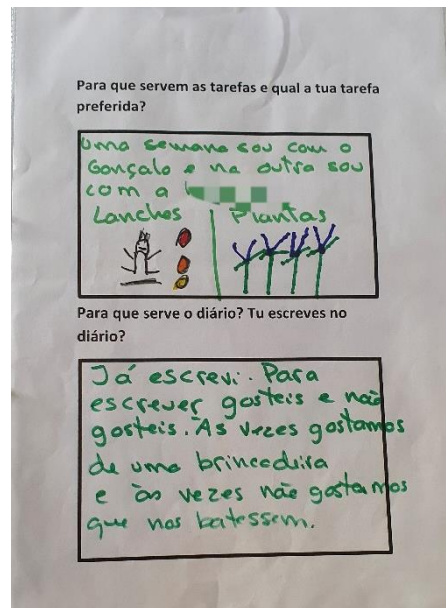 Para que servem as tarefas e qual a tua tarefa
preferida?
uma semana sou com o
Gonçalo e na outra sou
com a
Lanches Plantas
Para que serve o diário? Tu escreves no
diário?
Já escrevi. Para
escrever gosteis e não
gosteis. Às vezes gostamos
de uma brincadeira
e às vezes não gostamos
que nos batessem.